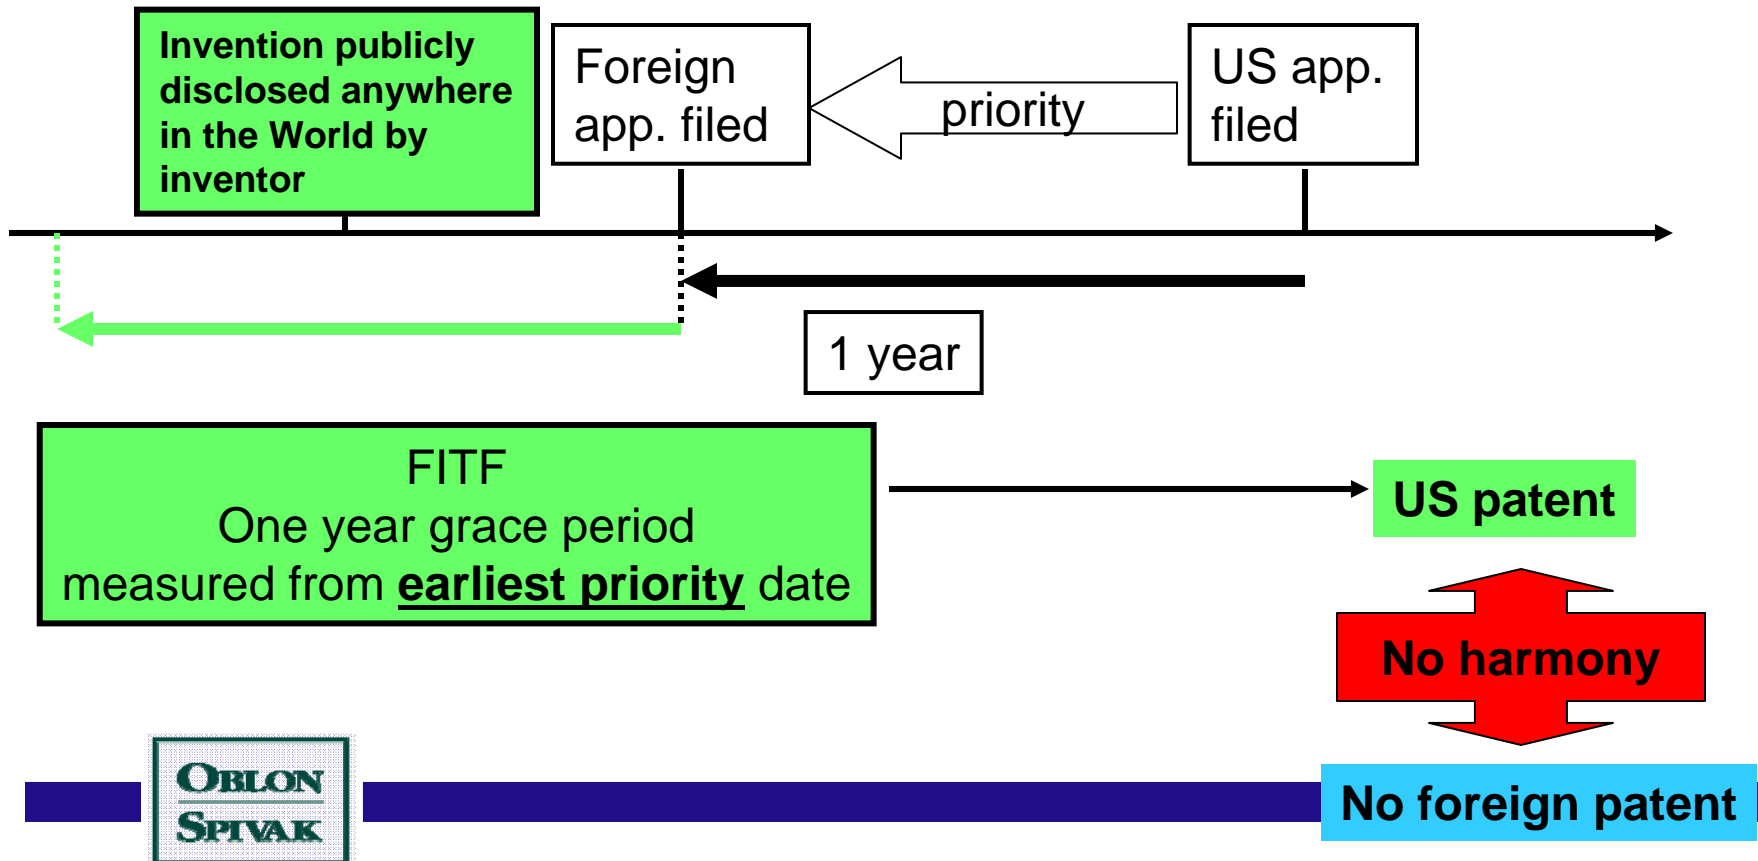 Invention publicly
disclosed anywhere
in the World by
inventor
Foreign
app. filed
priority
US app.
filed
1 year
FITF
One year grace period
measured from earliest priority date
US patent
No harmony
No foreign patent
OBLON
SPIVAK